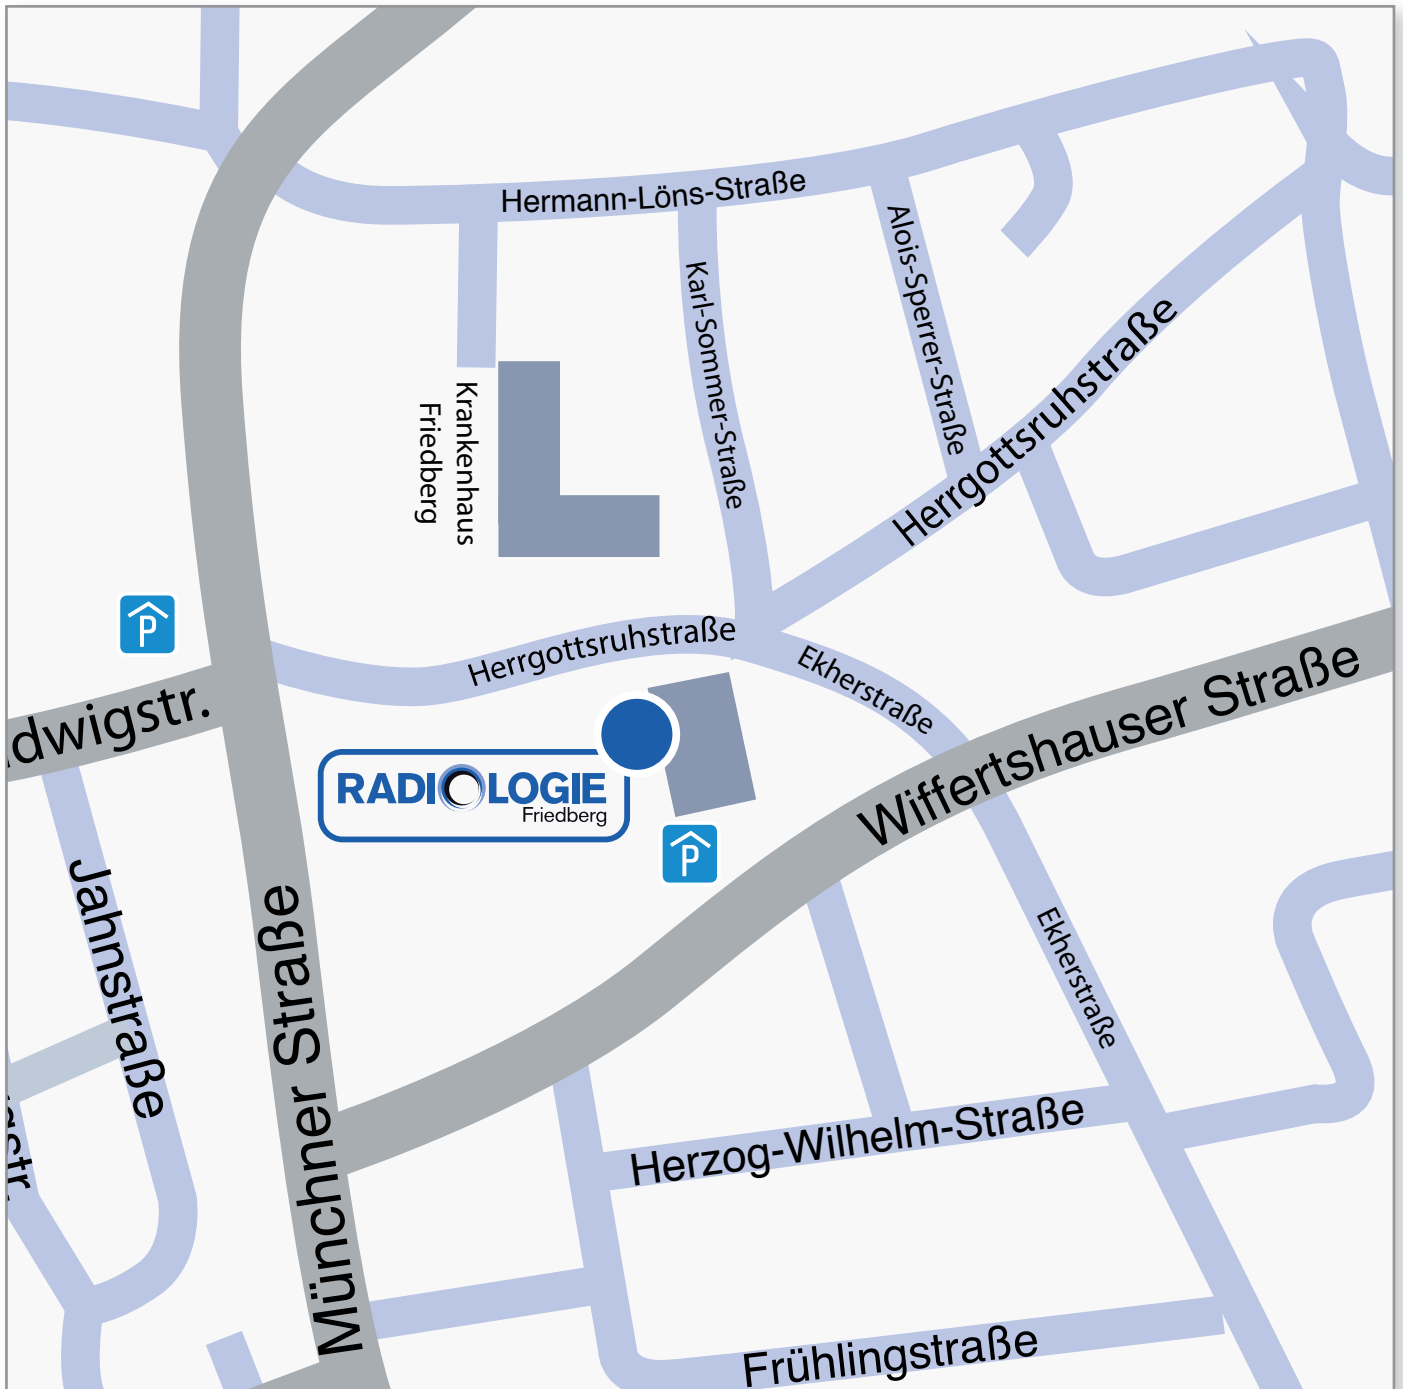 Hermann-Löns-Straße
Alois-Sperrer-Straße
Karl-Sommer-Straße
Herrgottsruhstraße
Krankenhaus
Friedberg
P
Herrgottsruhstraße
Ekherstraße
Wiffertshauser Straße
dwigstr.
RADIOLOGIE
Friedberg
P
Jahnstraße
Münchner Straße
Ekherstraße
gstr.
Herzog-Wilhelm-Straße
Frühlingstraße